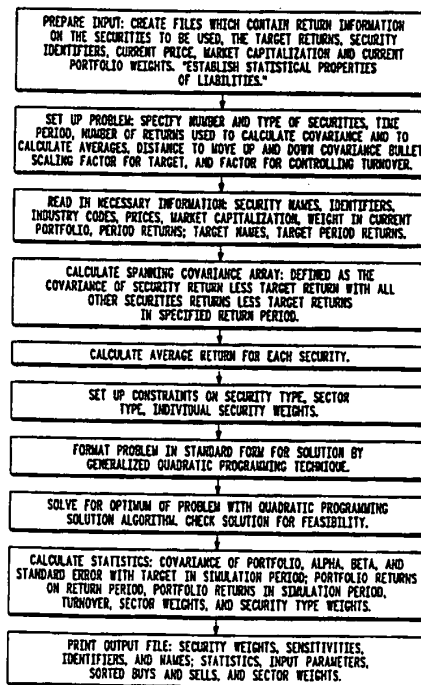 PREPARE INPUT: CREATE FILES WHICH CONTAIN RETURN INFORMATION
ON THE SECURITIES TO BE USED, THE TARGET RETURNS, SECURITY
IDENTIFIERS, CURRENT PRICE, MARKET CAPITALIZATION AND CURRENT
PORTFOLIO WEIGHTS. "ESTABLISH STATISTICAL PROPERTIES
OF LIABILITIES."
SET UP PROBLEM: SPECIFY NUMBER AND TYPE OF SECURITIES, TIME
PERIOD, NUMBER OF RETURNS USED TO CALCULATE COVARIANCE AND TO
CALCULATE AVERAGES, DISTANCE TO MOVE UP AND DOWN COVARIANCE BULLET
SCALING FACTOR FOR TARGET, AND FACTOR FOR CONTROLLING TURNOVER.
READ IN NECESSARY INFORMATION: SECURITY NAMES, IDENTIFIERS,
INDUSTRY CODES, PRICES, MARKET CAPITALIZATION, WEIGHT IN CURRENT
PORTFOLIO, PERIOD RETURNS; TARGET NAMES, TARGET PERIOD RETURNS.
CALCULATE SPANNING COVARIANCE ARRAY: DEFINED AS THE
COVARIANCE OF SECURITY RETURN LESS TARGET RETURN WITH ALL
OTHER SECURITIES RETURNS LESS TARGET RETURNS
IN SPECIFIED RETURN PERIOD.
CALCULATE AVERAGE RETURN FOR EACH SECURITY.
SET UP CONSTRAINTS ON SECURITY TYPE, SECTOR
TYPE, INDIVIDUAL SECURITY WEIGHTS.
FORMAT PROBLEM IN STANDARD FORM FOR SOLUTION BY
GENERALIZED QUADRATIC PROGRAMMING TECHNIQUE.
SOLVE FOR OPTIMUM OF PROBLEM WITH QUADRATIC PROGRAMMING
SOLUTION ALGORITHM. CHECK SOLUTION FOR FEASIBILITY.
CALCULATE STATISTICS: COVARIANCE OF PORTFOLIO, ALPHA, BETA, AND
STANDARD ERROR WITH TARGET IN SIMULATION PERIOD; PORTFOLIO RETURNS
ON RETURN PERIOD, PORTFOLIO RETURNS IN SIMULATION PERIOD,
TURNOVER, SECTOR WEIGHTS, AND SECURITY TYPE WEIGHTS.
PRINT OUTPUT FILE: SECURITY WEIGHTS, SENSITIVITIES,
IDENTIFIERS, AND NAMES; STATISTICS, INPUT PARAMETERS,
SORTED BUYS AND SELLS, AND SECTOR WEIGHTS.